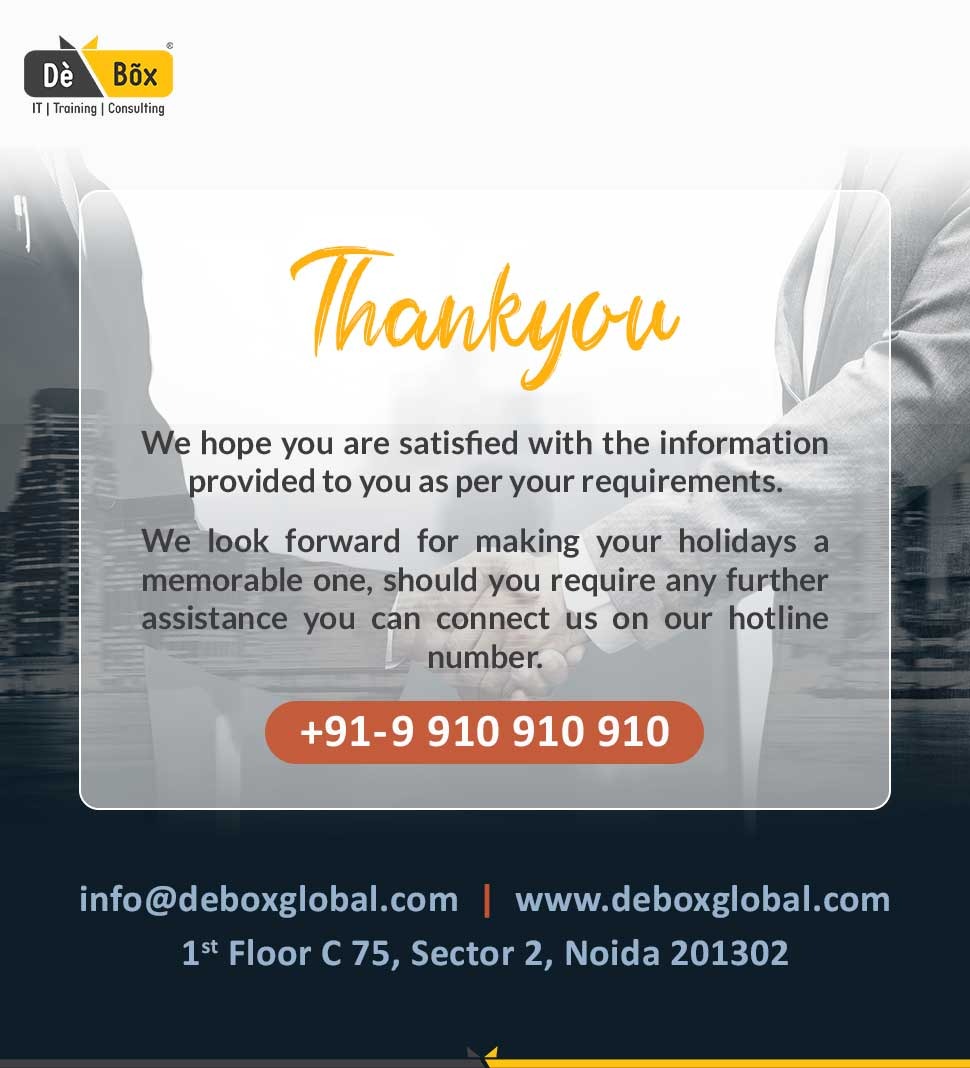 Dè Bõx ®
IT | Training | Consulting
Thankyou
We hope you are satisfied with the information
provided to you as per your requirements.
We look forward for making your holidays a
memorable one, should you require any further
assistance you can connect us on our hotline
number.
+91-9 910 910 910
info@deboxglobal.com | www.deboxglobal.com
1st Floor C 75, Sector 2, Noida 201302